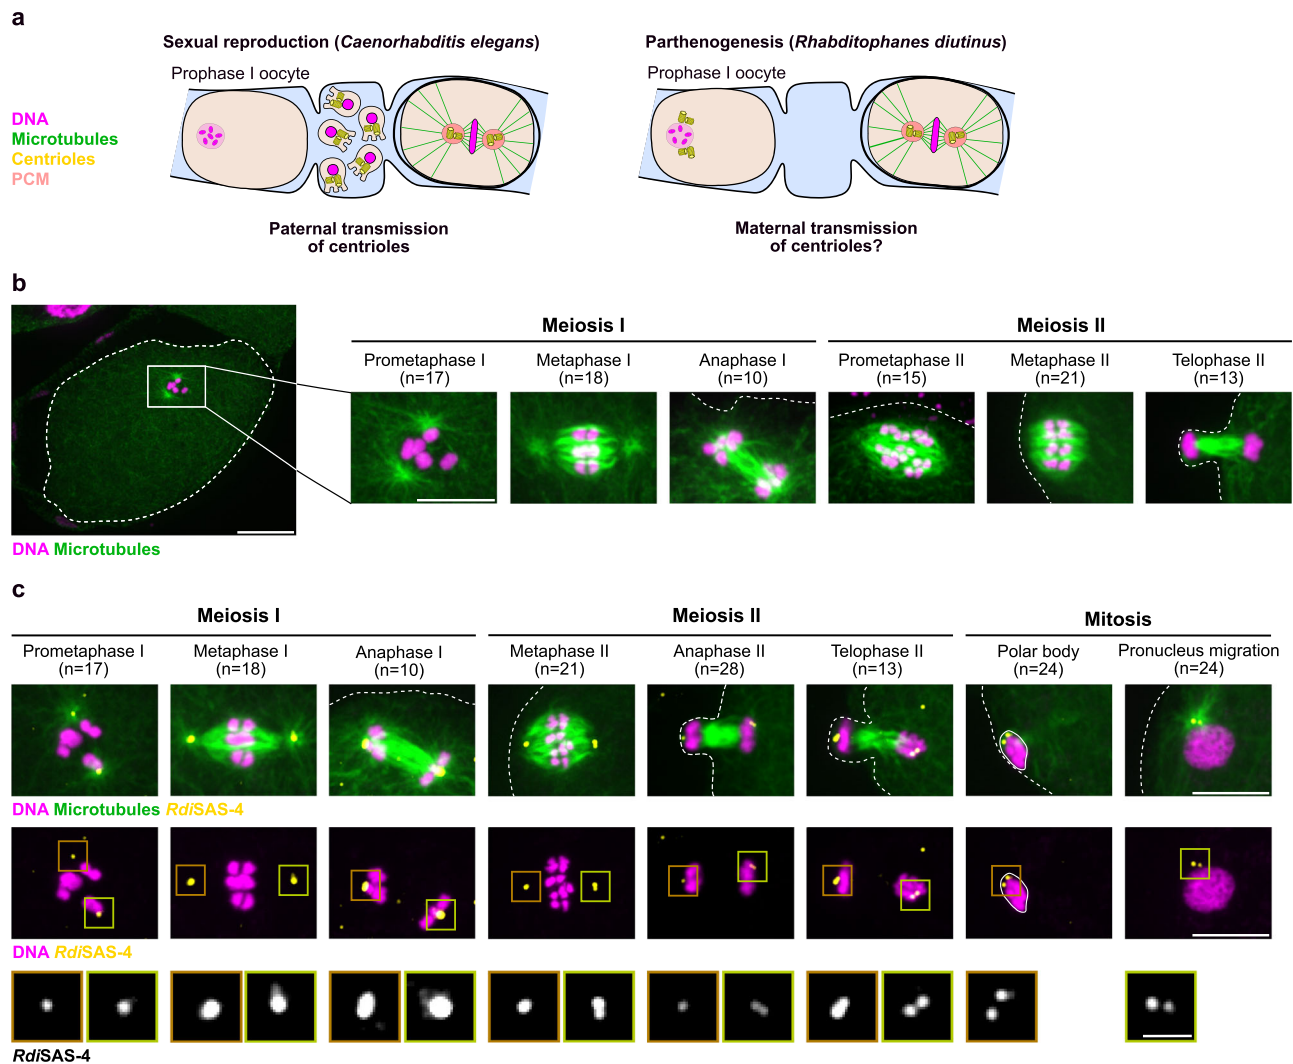 a
Sexual reproduction (Caenorhabditis elegans)
Parthenogenesis (Rhabditophanes diutinus)
Prophase I oocyte
Prophase I oocyte
DNA
Microtubules
Centrioles
PCM
Paternal transmission
of centrioles
Maternal transmission
of centrioles?
b
Meiosis I
Meiosis II
Prometaphase I
(n=17)
Metaphase I
(n=18)
Anaphase I
(n=10)
Prometaphase II
(n=15)
Metaphase II
(n=21)
Telophase II
(n=13)
DNA Microtubules
c
Meiosis I
Meiosis II
Mitosis
Prometaphase I
(n=17)
Metaphase I
(n=18)
Anaphase I
(n=10)
Metaphase II
(n=21)
Anaphase II
(n=28)
Telophase II
(n=13)
Polar body
(n=24)
Pronucleus migration
(n=24)
DNA Microtubules RdiSAS-4
DNA RdiSAS-4
RdiSAS-4